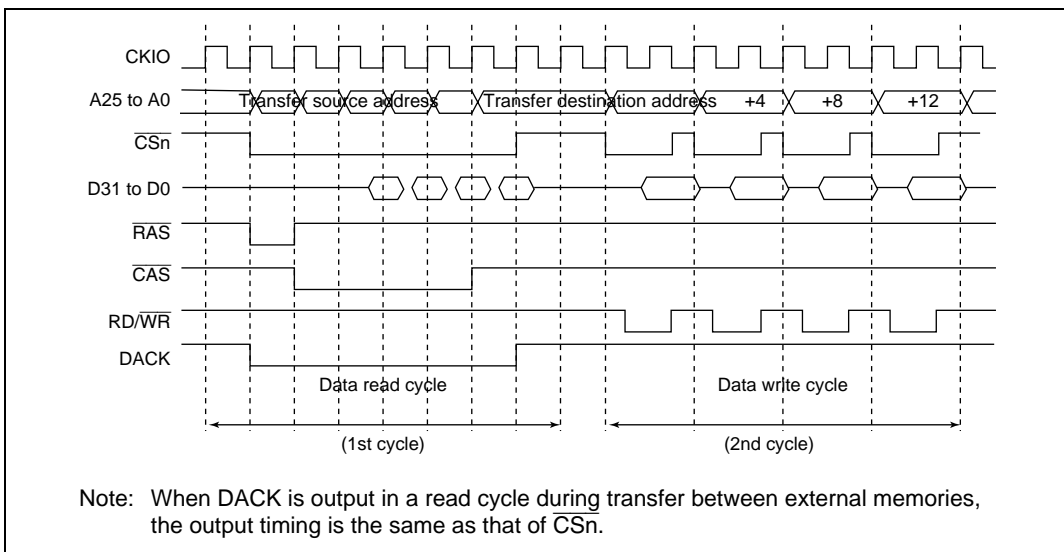 CKIO
A25 to A0 Transfer source address Transfer destination address +4 +8 +12
CSn
D31 to D0
RAS
CAS
RD/WR
DACK
Data read cycle Data write cycle
(1st cycle) (2nd cycle)
Note: When DACK is output in a read cycle during transfer between external memories,
the output timing is the same as that of CSn.